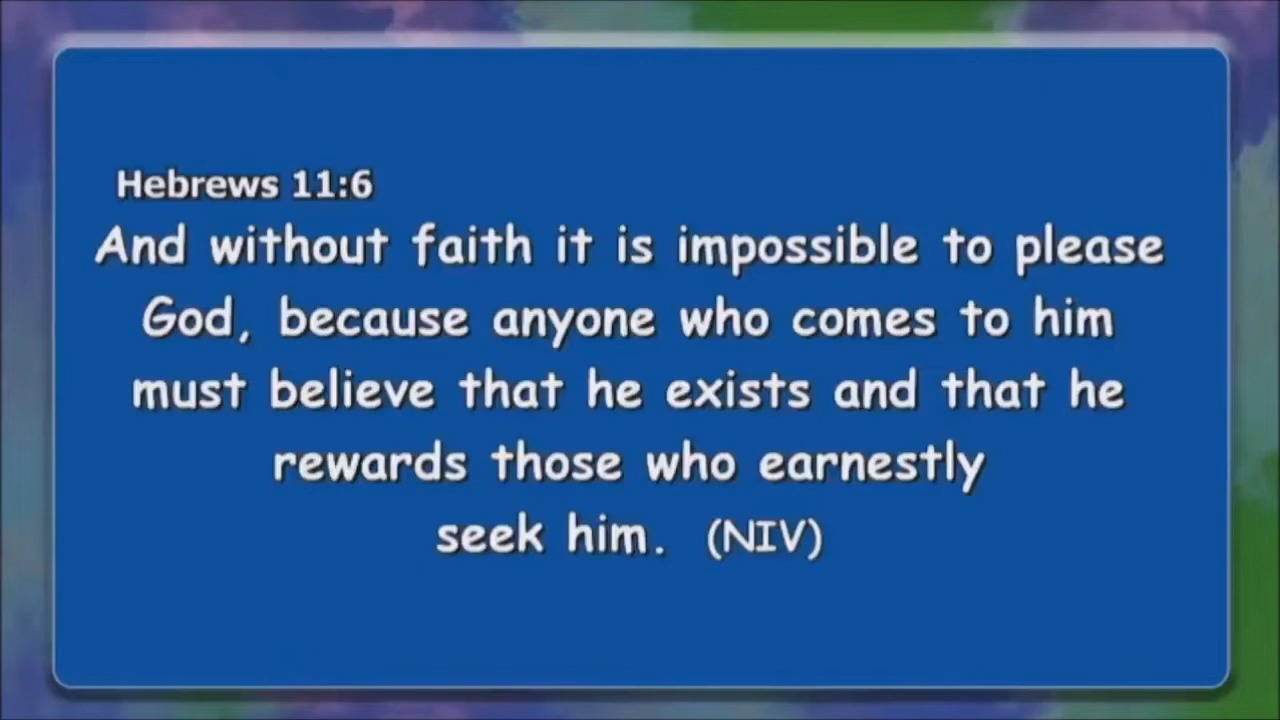 Hebrews 11:6
And without faith it is impossible to please
God, because anyone who comes to him
must believe that he exists and that he
rewards those who earnestly
seek him. (NIV)